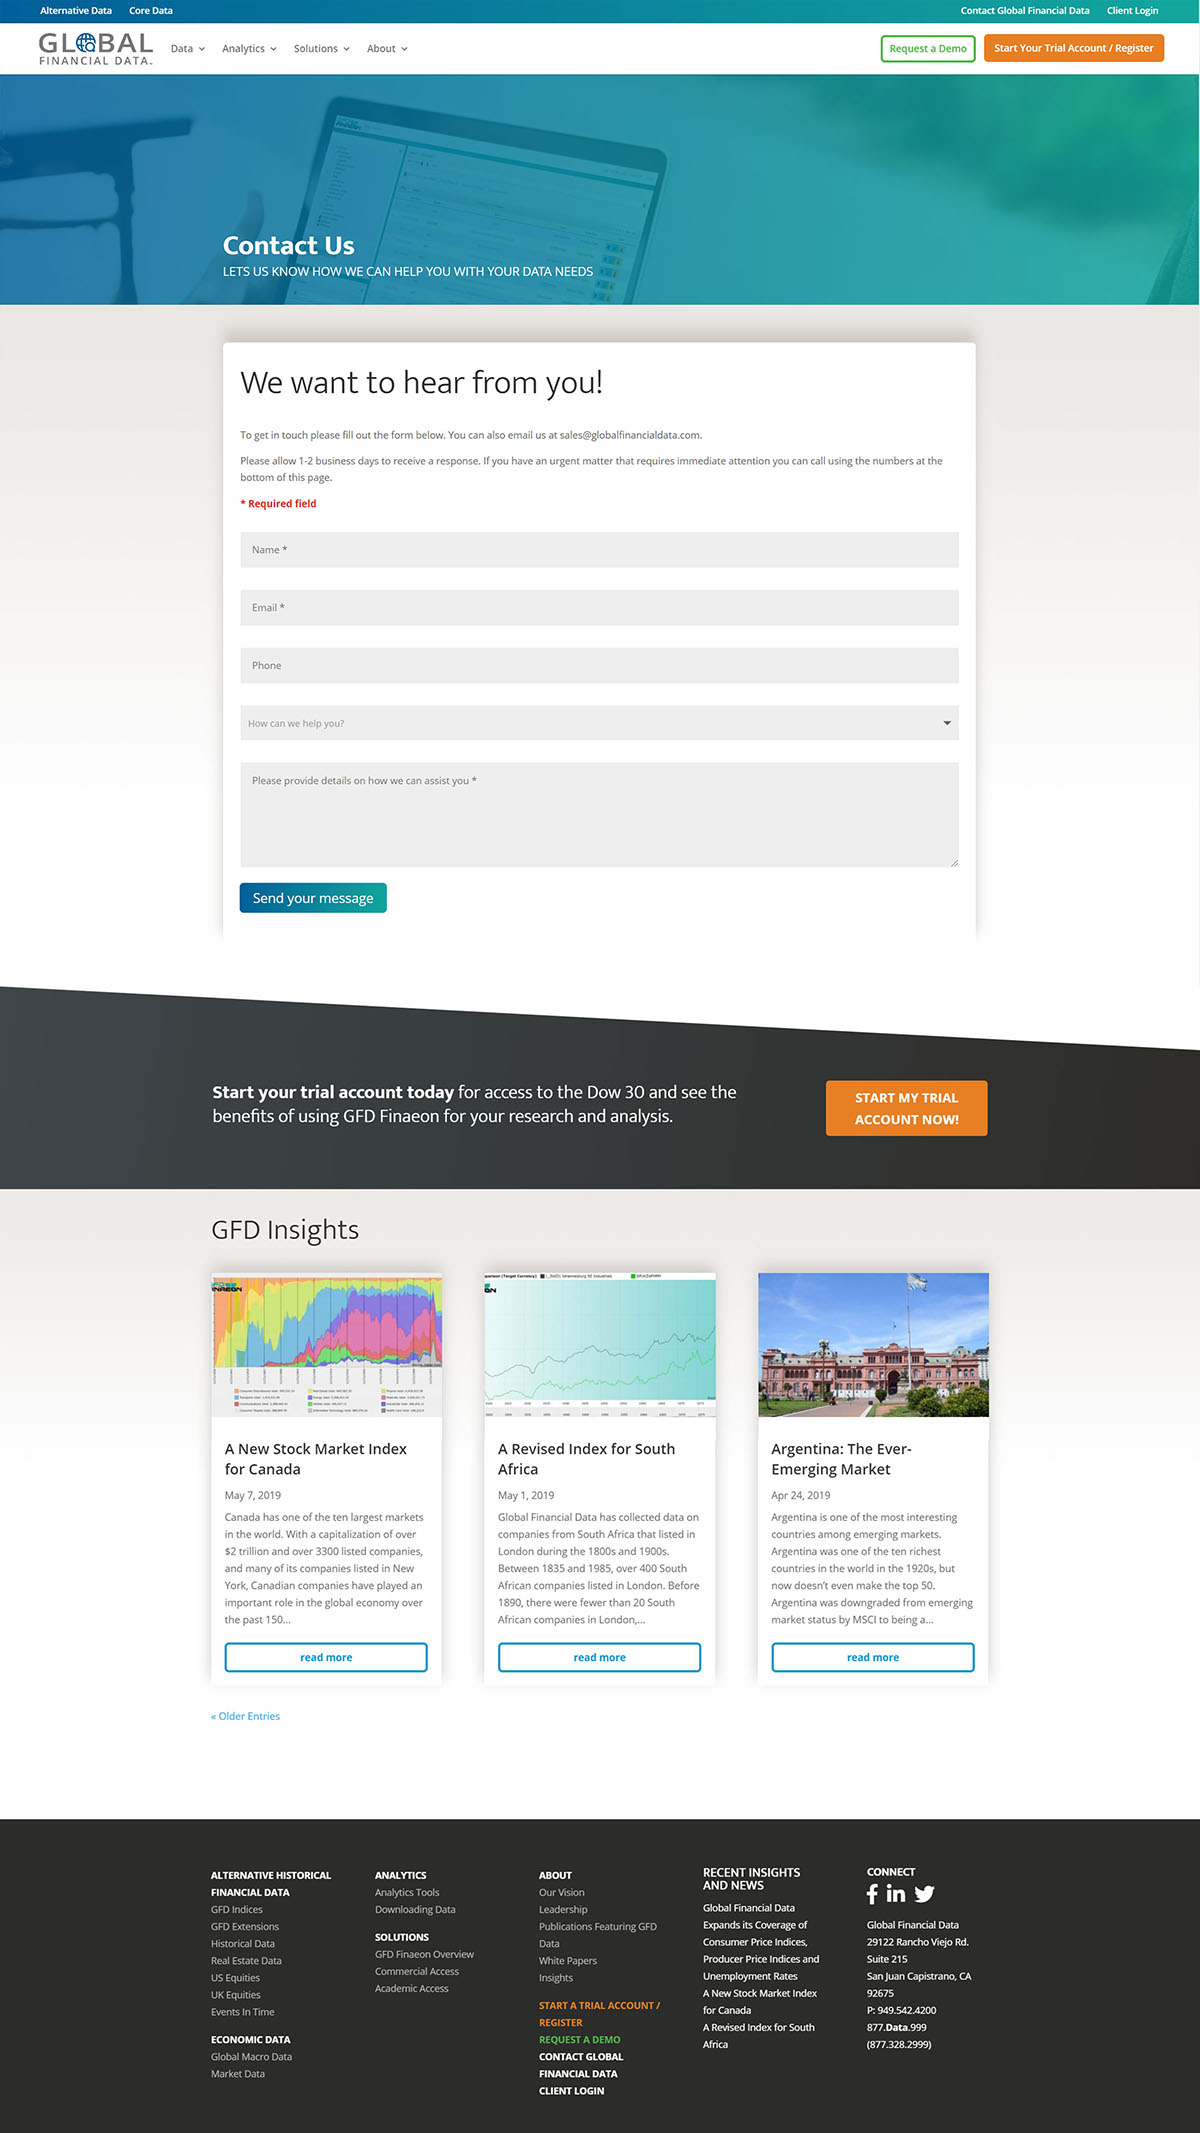 Alternative Data Core Data Contact Global Financial Data Client Login
GLOBAL
FINANCIAL DATA
Data Analytics Solutions About Request a Demo Start Your Trial Account / Register
Contact Us
LETS US KNOW HOW WE CAN HELP YOU WITH YOUR DATA NEEDS
We want to hear from you!
To get in touch please fill out the form below. You can also email us at sales@globalfinancialdata.com.
Please allow 1-2 business days to receive a response. If you have an urgent matter that requires immediate attention you can call using the numbers at the
bottom of this page.
* Required field
Name *
Email *
Phone
How can we help you?
Please provide details on how we can assist you *
Send your message
Start your trial account today for access to the Dow 30 and see the
benefits of using GFD Finaeon for your research and analysis.
START MY TRIAL
ACCOUNT NOW!
GFD Insights
A New Stock Market Index
for Canada
May 7, 2019
Canada has one of the ten largest markets
in the world. With a capitalization of over
$2 trillion and over 3300 listed companies,
and many of its companies listed in New
York, Canadian companies have played an
important role in the global economy over
the past 150...
read more
A Revised Index for South
Africa
May 1, 2019
Global Financial Data has collected data on
companies from South Africa that listed in
London during the 1800s and 1900s.
Between 1835 and 1985, over 400 South
African companies listed in London. Before
1890, there were fewer than 20 South
African companies in London,...
read more
Argentina: The Ever-
Emerging Market
Apr 24, 2019
Argentina is one of the most interesting
countries among emerging markets.
Argentina was one of the ten richest
countries in the world in the 1920s, but
now doesn't even make the top 50.
Argentina was downgraded from emerging
market status by MSCI to being a...
read more
« Older Entries
ALTERNATIVE HISTORICAL
FINANCIAL DATA
GFD Indices
GFD Extensions
Historical Data
Real Estate Data
US Equities
UK Equities
Events In Time
ECONOMIC DATA
Global Macro Data
Market Data
ANALYTICS
Analytics Tools
Downloading Data
SOLUTIONS
GFD Finaeon Overview
Commercial Access
Academic Access
ABOUT
Our Vision
Leadership
Publications Featuring GFD
Data
White Papers
Insights
START A TRIAL ACCOUNT /
REGISTER
REQUEST A DEMO
CONTACT GLOBAL
FINANCIAL DATA
CLIENT LOGIN
RECENT INSIGHTS
AND NEWS
Global Financial Data
Expands its Coverage of
Consumer Price Indices,
Producer Price Indices and
Unemployment Rates
A New Stock Market Index
for Canada
A Revised Index for South
Africa
CONNECT
Global Financial Data
29122 Rancho Viejo Rd.
Suite 215
San Juan Capistrano, CA
92675
P: 949.542.4200
877.Data.999
(877.328.2999)